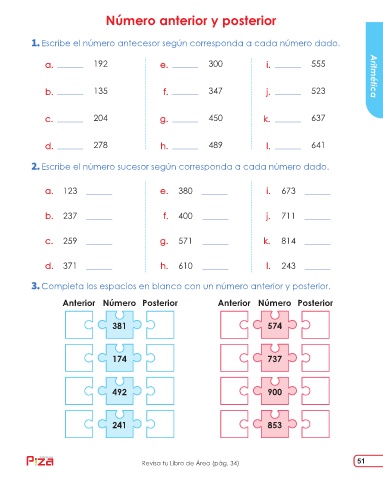 Número anterior y posterior
1. Escribe el número antecesor según corresponda a cada número dado.
a. ______ 192 e. ______ 300 i. ______ 555
b. ______ 135 f. ______ 347 j. ______ 523
c. ______ 204 g. ______ 450 k. ______ 637
d. ______ 278 h. ______ 489 l. ______ 641
Aritmética
2. Escribe el número sucesor según corresponda a cada número dado.
a. 123 ______ e. 380 ______ i. 673 ______
b. 237 ______ f. 400 ______ j. 711 ______
c. 259 ______ g. 571 ______ k. 814 ______
d. 371 ______ h. 610 ______ l. 243 ______
3. Completa los espacios en blanco con un número anterior y posterior.
Anterior Número Posterior Anterior Número Posterior
381 574
174 737
492 900
241 853
Piza
Revisa tu Libro de Área (pág. 34)
51